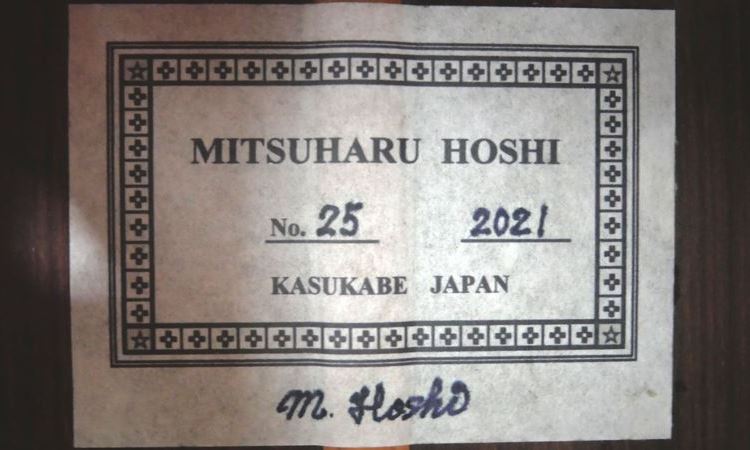 MITSUHARU HOSHI
No. 25 2021
KASUKABE JAPAN
M. Hoshi